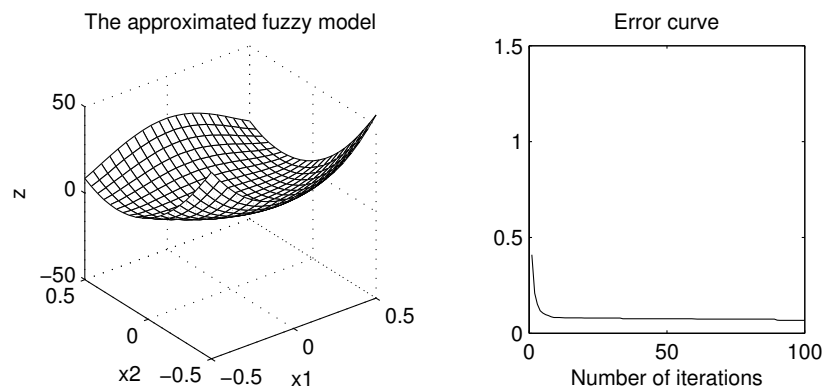 The approximated fuzzy model
50
0
−50
z
0.5
0
−0.5
x2
−0.5
0
0.5
x1
Error curve
1.5
1
0.5
0
0
50
100
Number of iterations